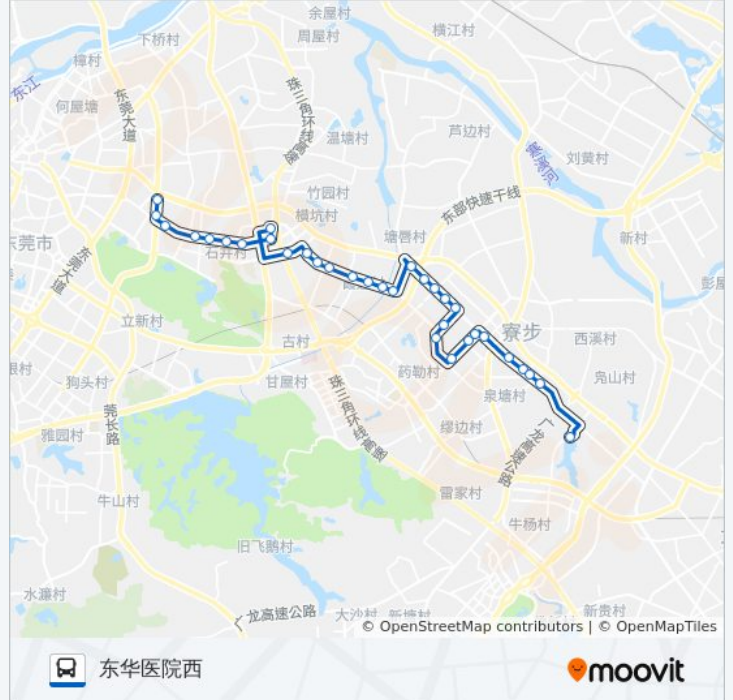 余屋村
下桥村
周屋村
横江村
樟村
东江
何屋塘
东莞大道
珠三角环线高速
温塘村
芦边村
寒溪河
刘黄村
竹园村
横坑村
东部快速干线
塘唇村
新村
东莞市
石井村
东莞大道
立新村
古村
寮步
西溪村
药勒村
凫山村
狗头村
甘屋村
泉塘村
莞长路
珠三角环线高速
雅园村
缪边村
广龙高速公路
雷家村
牛山村
牛杨村
旧飞鹅村
水濂村
广龙高速公路
大沙村
新塘村
新贵村
© OpenStreetMap contributors | © OpenMapTiles
东华医院西
moovit